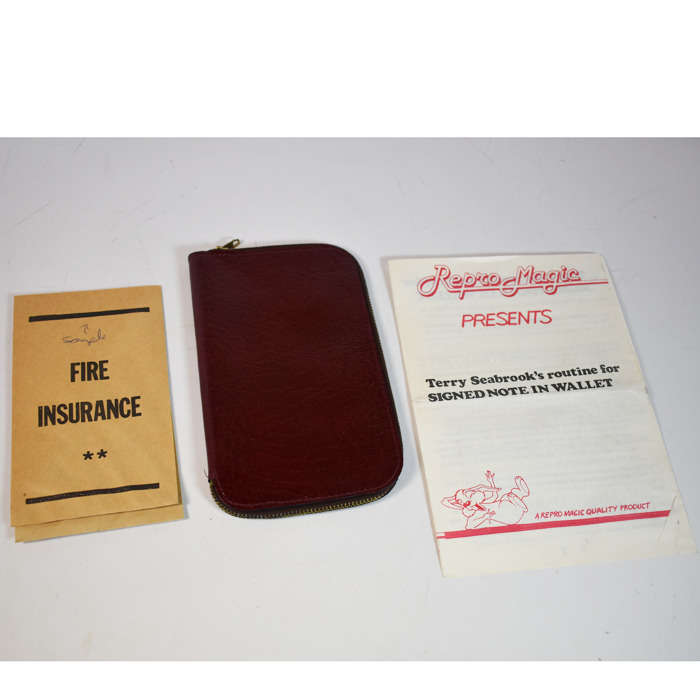 sample
FIRE
INSURANCE
**
Repro Magic
PRESENTS
Terry Seabrook's routine for
SIGNED NOTE IN WALLET
A REPRO MAGIC QUALITY PRODUCT